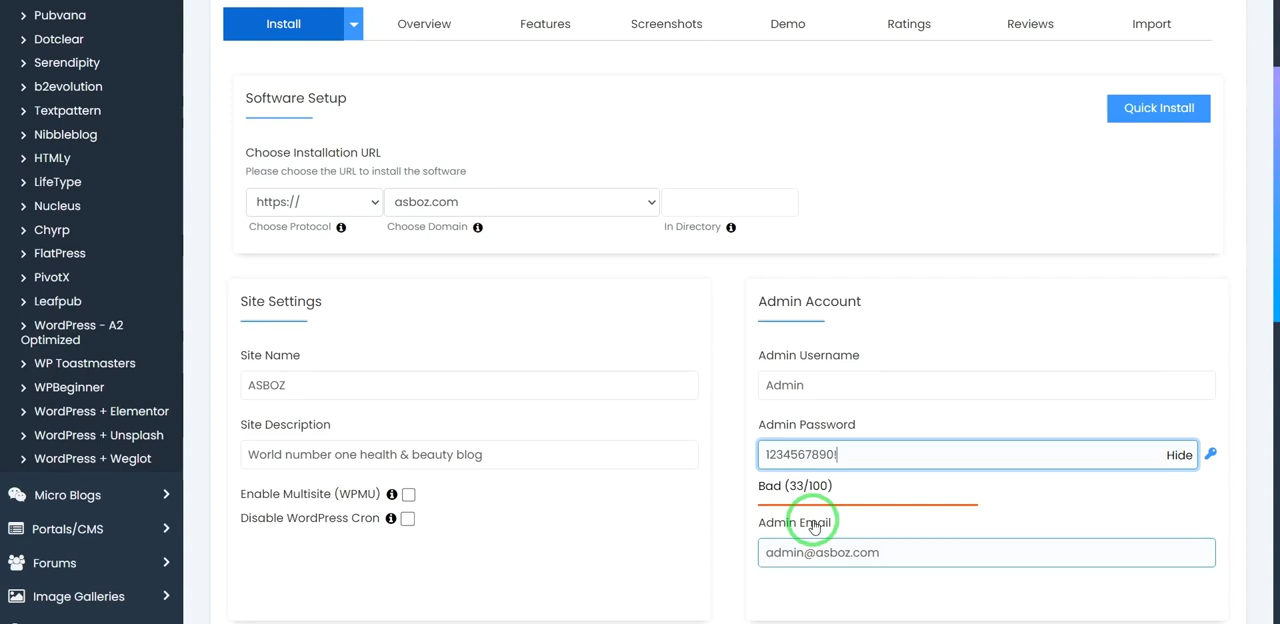 Pubvana
Dotclear
Serendipity
b2evolution
Textpattern
Nibbleblog
HTMLy
LifeType
Nucleus
Chyrp
FlatPress
PivotX
Leafpub
WordPress - A2
Optimized
WP Toastmasters
WPBeginner
WordPress + Elementor
WordPress + Unsplash
WordPress + Weglot
Micro Blogs
Portals/CMS
Forums
Image Galleries
Install Overview Features Screenshots Demo Ratings Reviews Import
Software Setup
Quick Install
Choose Installation URL
Please choose the URL to install the software
https:// asboz.com
Choose Protocol Choose Domain In Directory
Site Settings
Site Name
ASBOZ
Site Description
World number one health & beauty blog
Enable Multisite (WPMU)
Disable WordPress Cron
Admin Account
Admin Username
Admin
Admin Password
1234567890! Hide
Bad (33/100)
Admin Email
admin@asboz.com